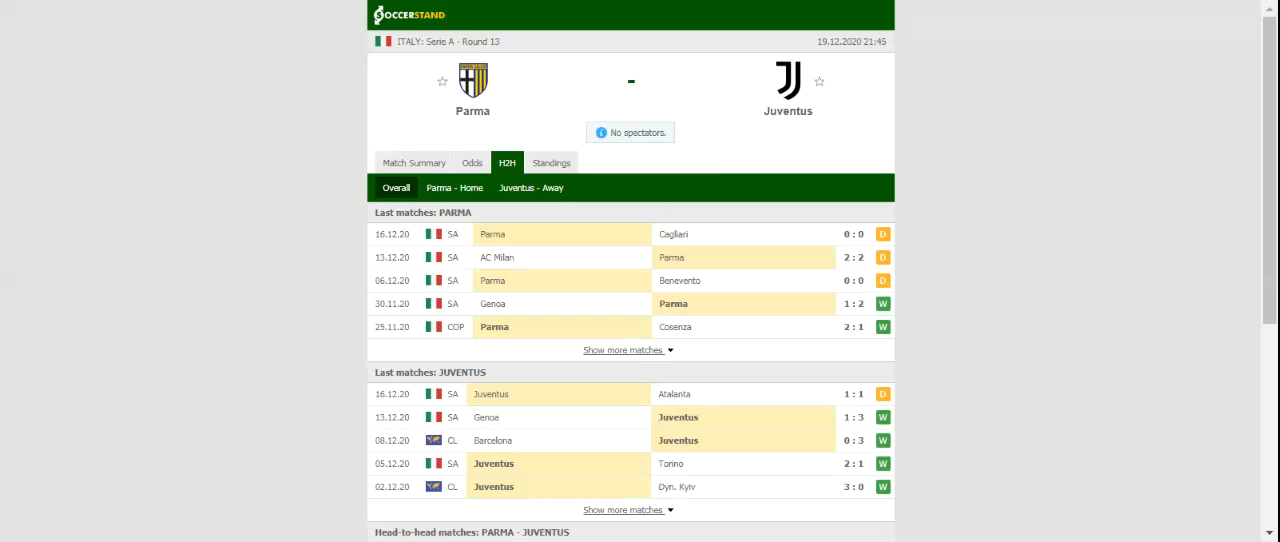 SOCCERSTAND
ITALY: Serie A - Round 13 19.12.2020 21:45
-
Parma Juventus
No spectators.
Match Summary Odds H2H Standings
Overall Parma - Home Juventus - Away
Last matches: PARMA
16.12.20 SA Parma Cagliari 0 : 0 D
13.12.20 SA AC Milan Parma 2 : 2 D
06.12.20 SA Parma Benevento 0 : 0 D
30.11.20 SA Genoa Parma 1 : 2 W
25.11.20 COP Parma Cosenza 2 : 1 W
Show more matches
Last matches: JUVENTUS
16.12.20 SA Juventus Atalanta 1 : 1 D
13.12.20 SA Genoa Juventus 1 : 3 W
08.12.20 CL Barcelona Juventus 0 : 3 W
05.12.20 SA Juventus Torino 2 : 1 W
02.12.20 CL Juventus Dyn. Kyiv 3 : 0 W
Show more matches
Head-to-head matches: PARMA - JUVENTUS